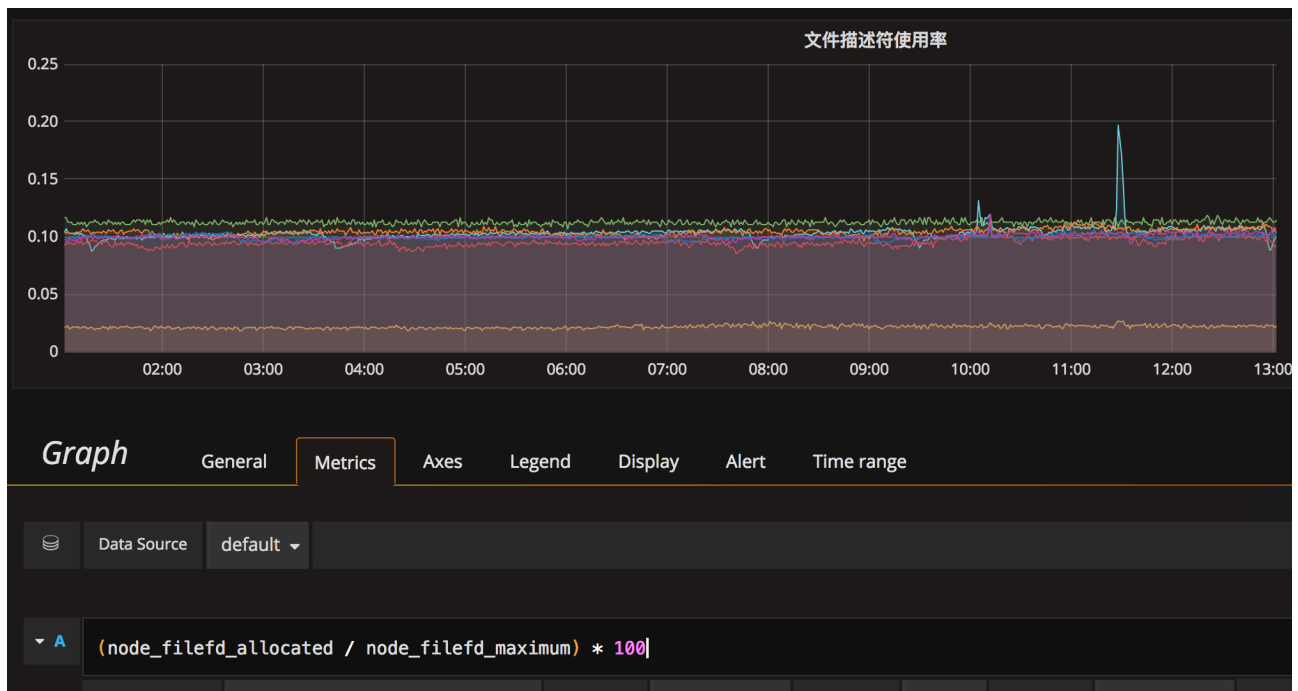 文件描述符使用率
0.25
0.20
0.15
0.10
0.05
0
02:00 03:00 04:00 05:00 06:00 07:00 08:00 09:00 10:00 11:00 12:00 13:00
Graph General Metrics Axes Legend Display Alert Time range
Data Source default
A (node_filefd_allocated / node_filefd_maximum) * 100